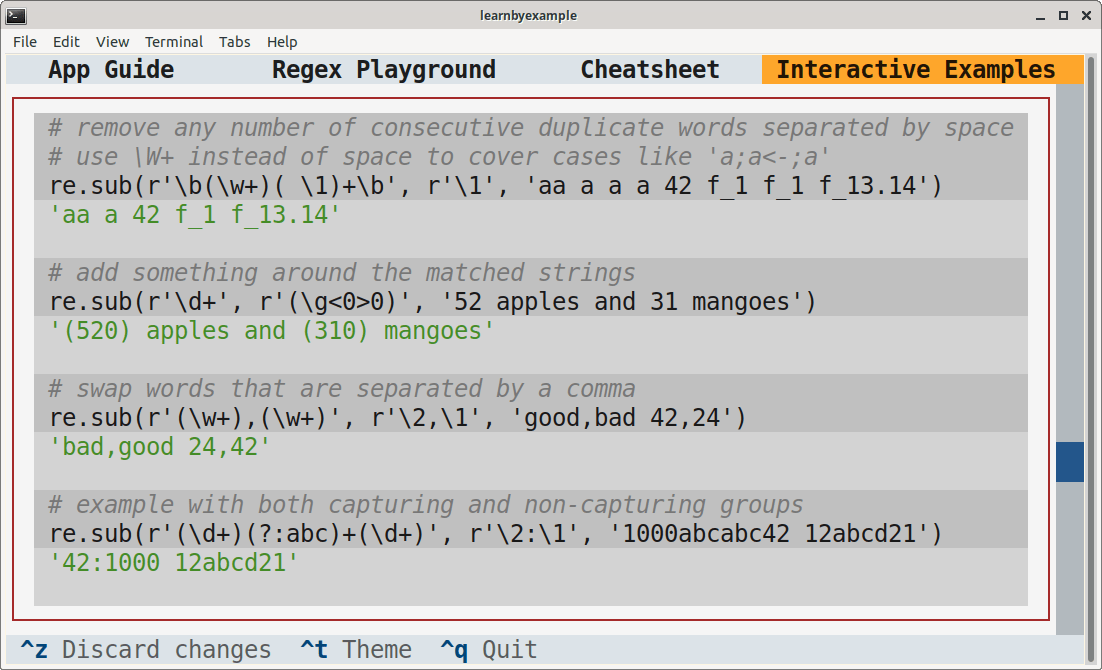 learnbyexample
File Edit View Terminal Tabs Help
App Guide Regex Playground Cheatsheet Interactive Examples
# remove any number of consecutive duplicate words separated by space
# use \W+ instead of space to cover cases like 'a;a<-;a'
re.sub(r'\b(\w+)( \1)+\b', r'\1', 'aa a a a 42 f_1 f_1 f_13.14')
'aa a 42 f_1 f_13.14'
# add something around the matched strings
re.sub(r'\d+', r'(\g<0>0)', '52 apples and 31 mangoes')
'(520) apples and (310) mangoes'
# swap words that are separated by a comma
re.sub(r'(\w+),(\w+)', r'\2,\1', 'good,bad 42,24')
'bad,good 24,42'
# example with both capturing and non-capturing groups
re.sub(r'(\d+)(?:abc)+(\d+)', r'\2:\1', '1000abcabc42 12abcd21')
'42:1000 12abcd21'
^z Discard changes ^t Theme ^q Quit